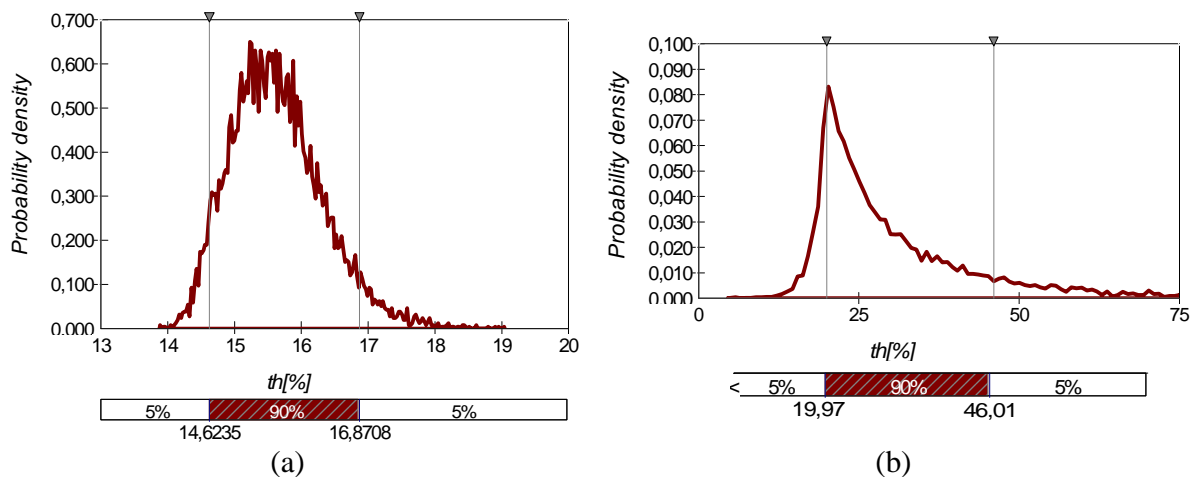 0,700
0,600
0,500
0,400
0,300
0,200
0,100
0,000
Probability density
13 14 15 16 17 18 19 20
th[%]
5% 90% 5%
14,6235 16,8708
(a)
0,100
0,090
0,080
0,070
0,060
0,050
0,040
0,030
0,020
0,010
0,000
Probability density
0 25 50 75
th[%]
< 5% 90% 5%
19,97 46,01
(b)